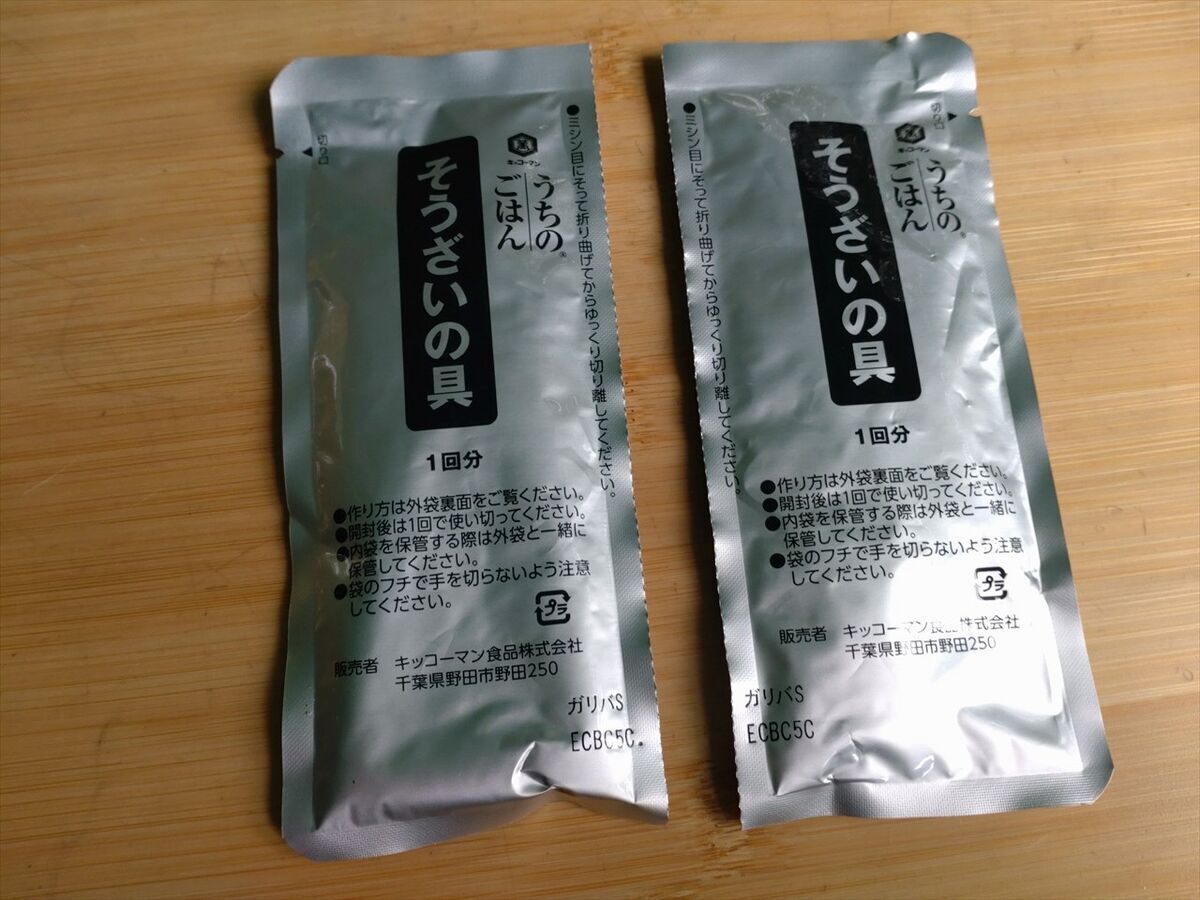 切り口
キッコーマン
うちの
ごはん®
そうざいの具
●ミシン目にそって折り曲げてからゆっくり切り離してください。
1回分
●作り方は外袋裏面をご覧ください。
●開封後は1回で使い切ってください。
●内袋を保管する際は外袋と一緒に
保管してください。
●袋のフチで手を切らないよう注意
してください。
プラ
販売者 キッコーマン食品株式会社
千葉県野田市野田250
ガリバS
ECBC5C.
切り口
キッコーマン
うちの
ごはん®
そうざいの具
●ミシン目にそって折り曲げてからゆっくり切り離してください。
1回分
●作り方は外袋裏面をご覧ください。
●開封後は1回で使い切ってください。
●内袋を保管する際は外袋と一緒に
保管してください。
●袋のフチで手を切らないよう注意
してください。
プラ
販売者 キッコーマン食品株式会社
千葉県野田市野田250
ガリバS
ECBC5C